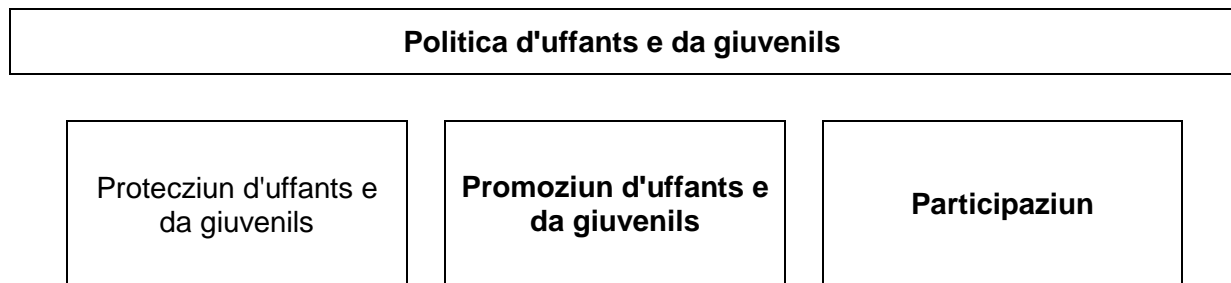 Politica d'uffants e da giuvenils
Protecziun d'uffants e
da giuvenils
Promoziun d'uffants e
da giuvenils
Participaziun